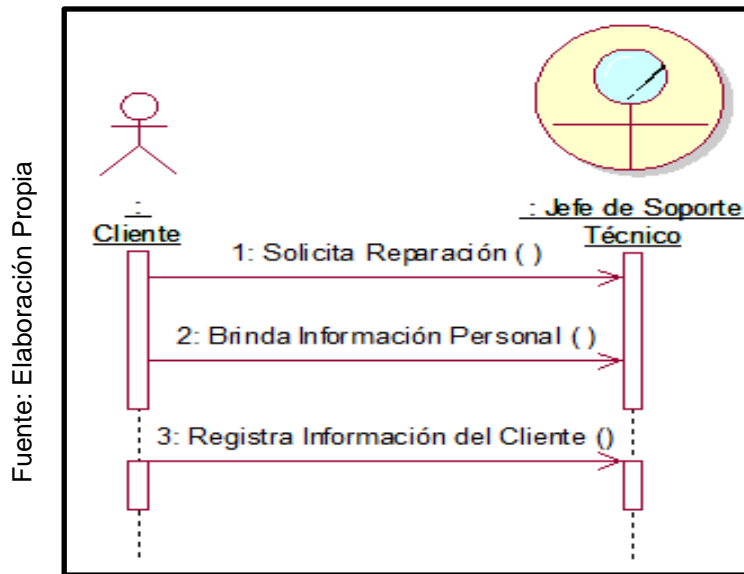 Fuente: Elaboración Propia
:
Cliente
: Jefe de Soporte
Técnico
1: Solicita Reparación ( )
2: Brinda Información Personal ( )
3: Registra Información del Cliente ()